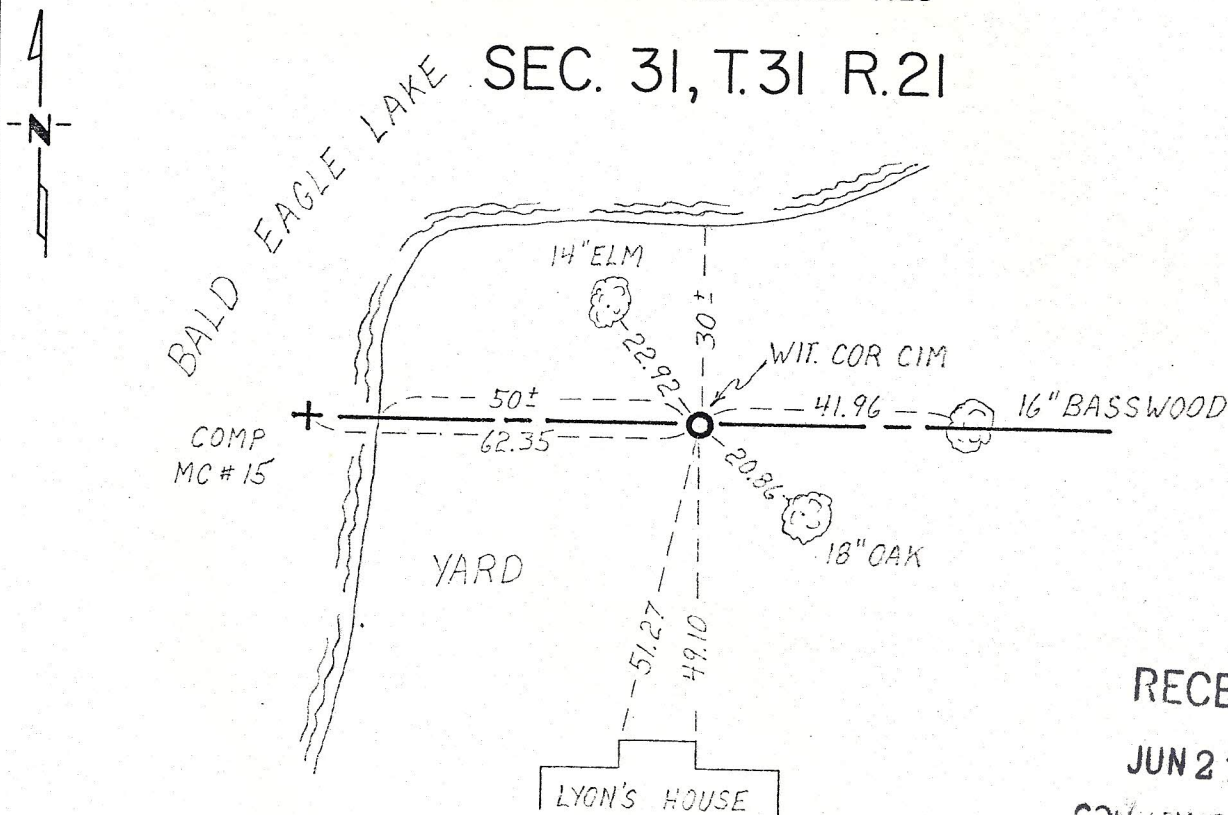 SEC. 31, T.31 R.21
N
BALD EAGLE LAKE
14" ELM
22.92
30±
WIT. COR CIM
50±
41.96
16" BASSWOOD
COMP
MC # 15
62.35
20.86
18" OAK
YARD
51.27
49.10
LYON'S HOUSE
RECE
JUN 2